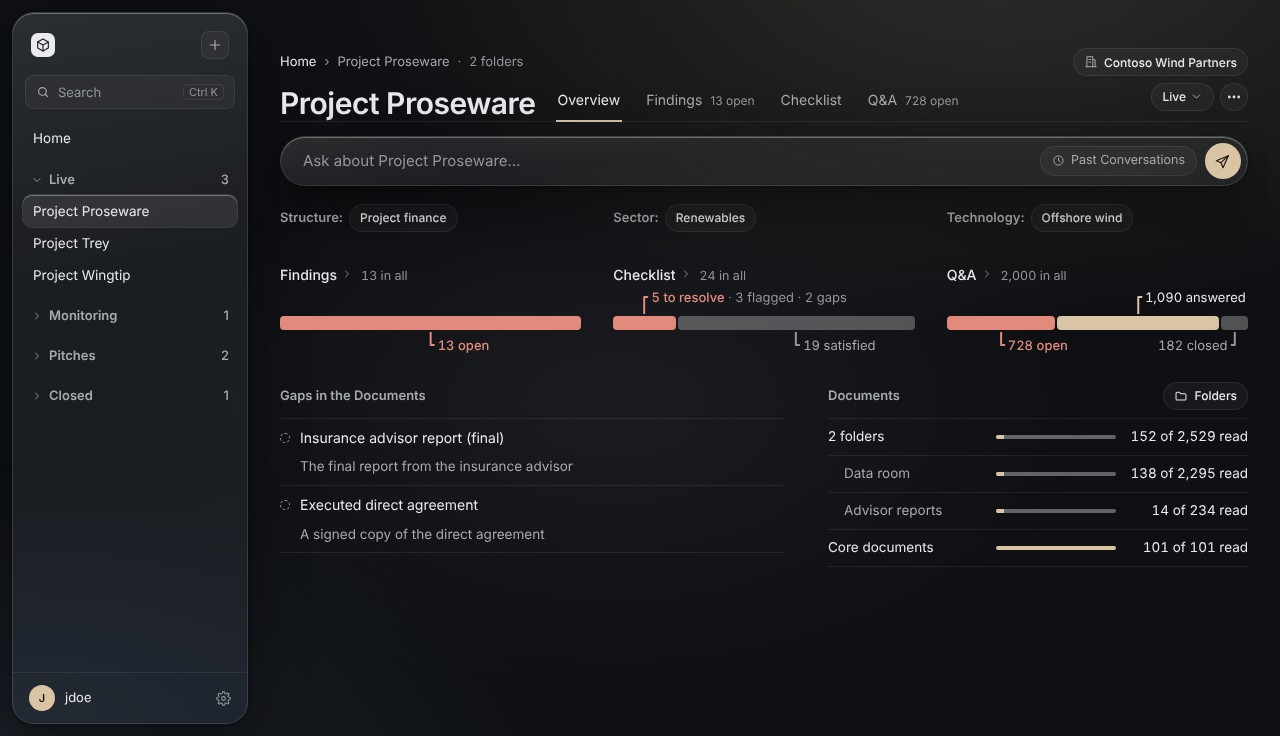 Search
Ctrl K
Home
Live 3
Project Proseware
Project Trey
Project Wingtip
Monitoring 1
Pitches 2
Closed 1
J
jdoe
Home › Project Proseware · 2 folders
Contoso Wind Partners
Project Proseware
Overview
Findings 13 open
Checklist
Q&A 728 open
Live
Ask about Project Proseware...
Past Conversations
Structure: Project finance
Sector: Renewables
Technology: Offshore wind
Findings 13 in all
13 open
Checklist 24 in all
5 to resolve · 3 flagged · 2 gaps
19 satisfied
Q&A 2,000 in all
1,090 answered
728 open
182 closed
Gaps in the Documents
Insurance advisor report (final)
The final report from the insurance advisor
Executed direct agreement
A signed copy of the direct agreement
Documents
Folders
2 folders 152 of 2,529 read
Data room 138 of 2,295 read
Advisor reports 14 of 234 read
Core documents 101 of 101 read